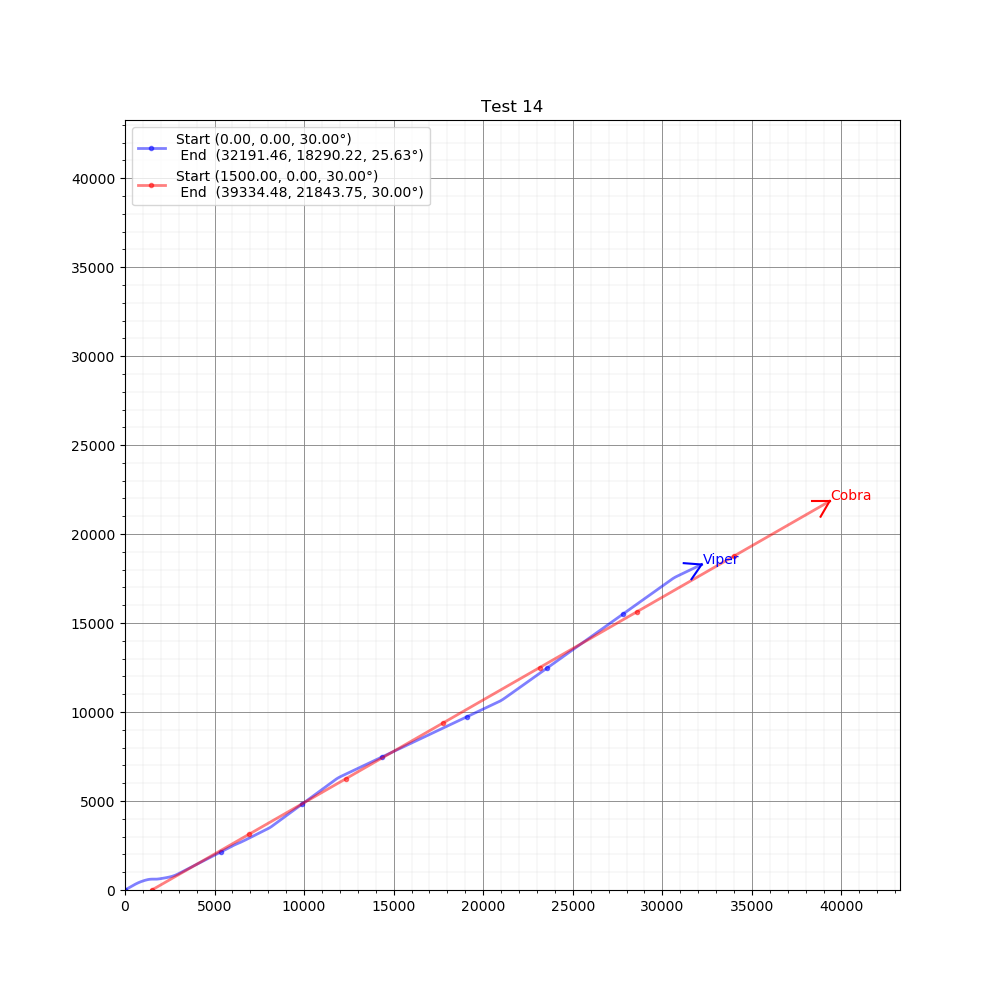 Test 14
Start (0.00, 0.00, 30.00°)
End (32191.46, 18290.22, 25.63°)
Start (1500.00, 0.00, 30.00°)
End (39334.48, 21843.75, 30.00°)
40000
35000
30000
25000
20000
15000
10000
5000
0
Cobra
Viper
0 5000 10000 15000 20000 25000 30000 35000 40000